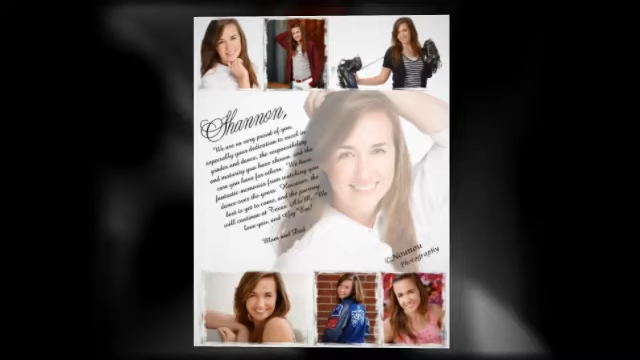 Shannon,
"We are so very proud of you,
especially your dedication to excel in
grades and dance, the responsibility
and maturity you have shown, and the
care you have for others. We have
fantastic memories from watching you
dance over the years. However, the
best is yet to come, and the journey
will continue at Texas A&M. We
love you, and
Mom and Dad
©Nounou
Photography